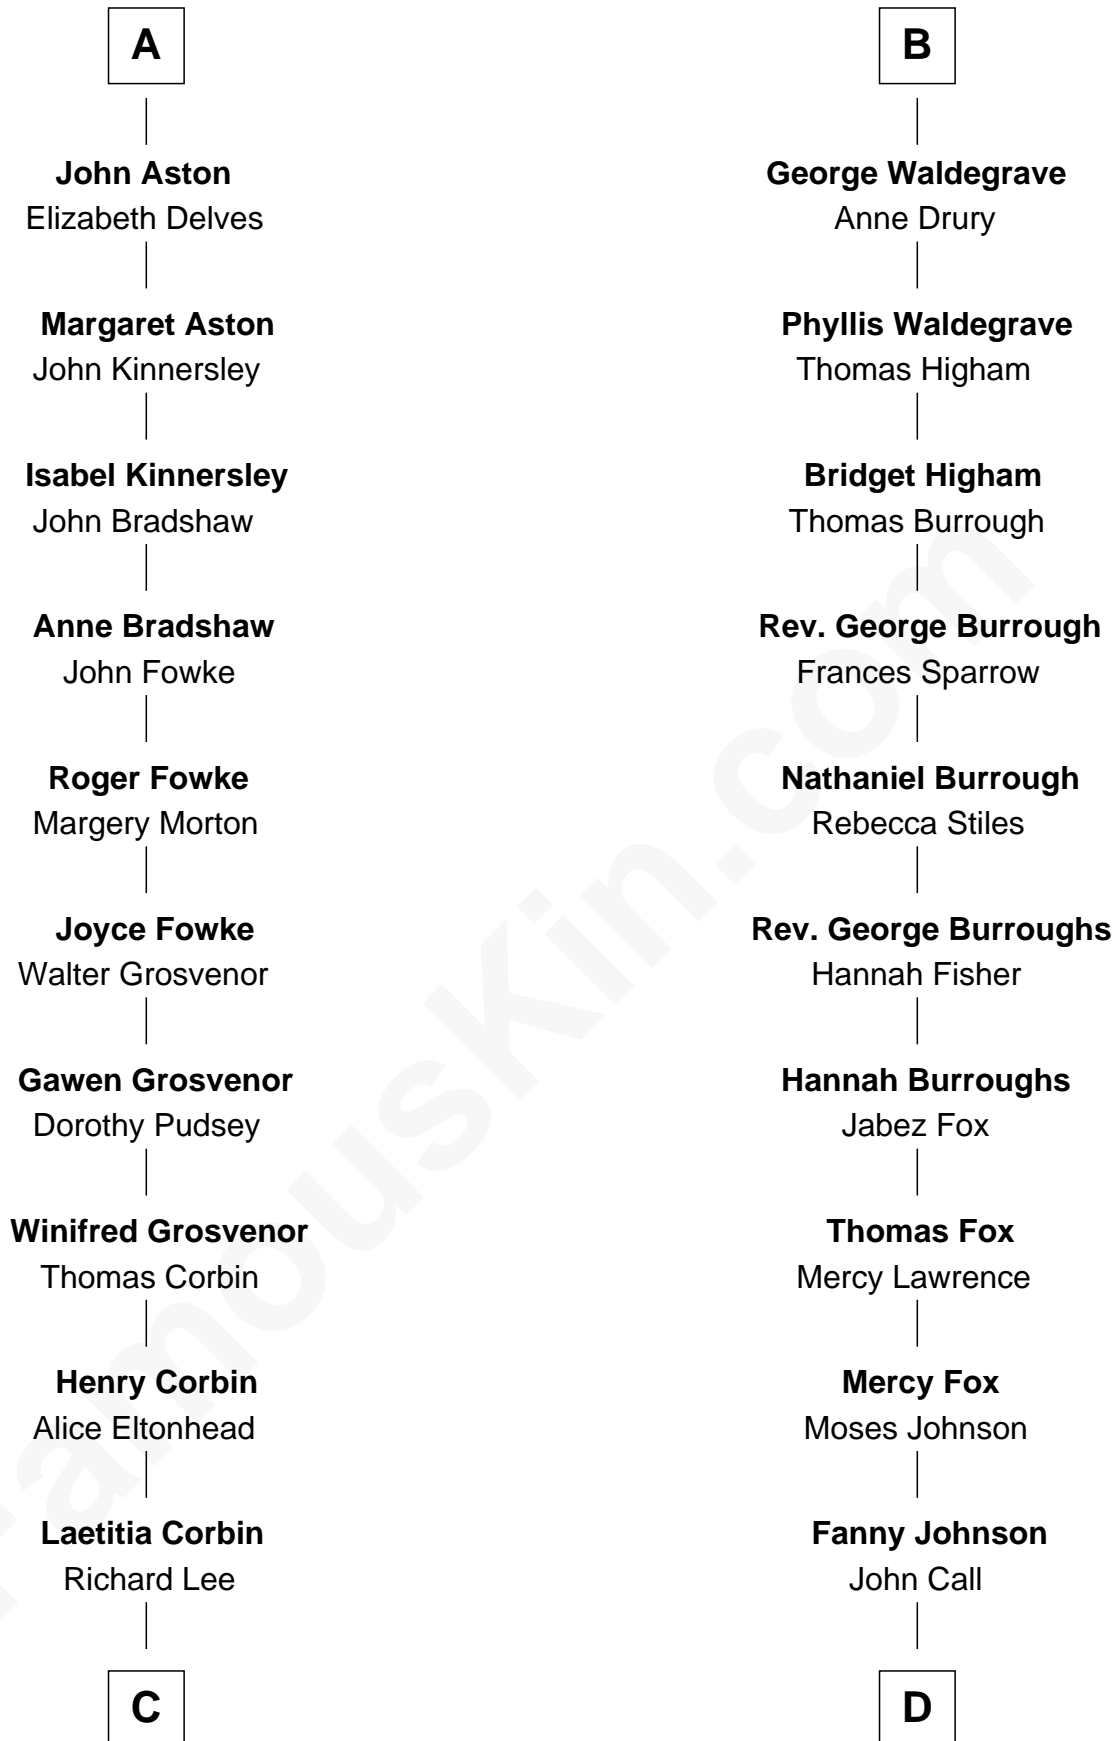 A
John Aston
Elizabeth Delves
Margaret Aston
John Kinnersley
Isabel Kinnersley
John Bradshaw
Anne Bradshaw
John Fowke
Roger Fowke
Margery Morton
Joyce Fowke
Walter Grosvenor
Gawen Grosvenor
Dorothy Pudsey
Winifred Grosvenor
Thomas Corbin
Henry Corbin
Alice Eltonhead
Laetitia Corbin
Richard Lee
C
B
George Waldegrave
Anne Drury
Phyllis Waldegrave
Thomas Higham
Bridget Higham
Thomas Burrough
Rev. George Burrough
Frances Sparrow
Nathaniel Burrough
Rebecca Stiles
Rev. George Burroughs
Hannah Fisher
Hannah Burroughs
Jabez Fox
Thomas Fox
Mercy Lawrence
Mercy Fox
Moses Johnson
Fanny Johnson
John Call
D
FamousKin.com